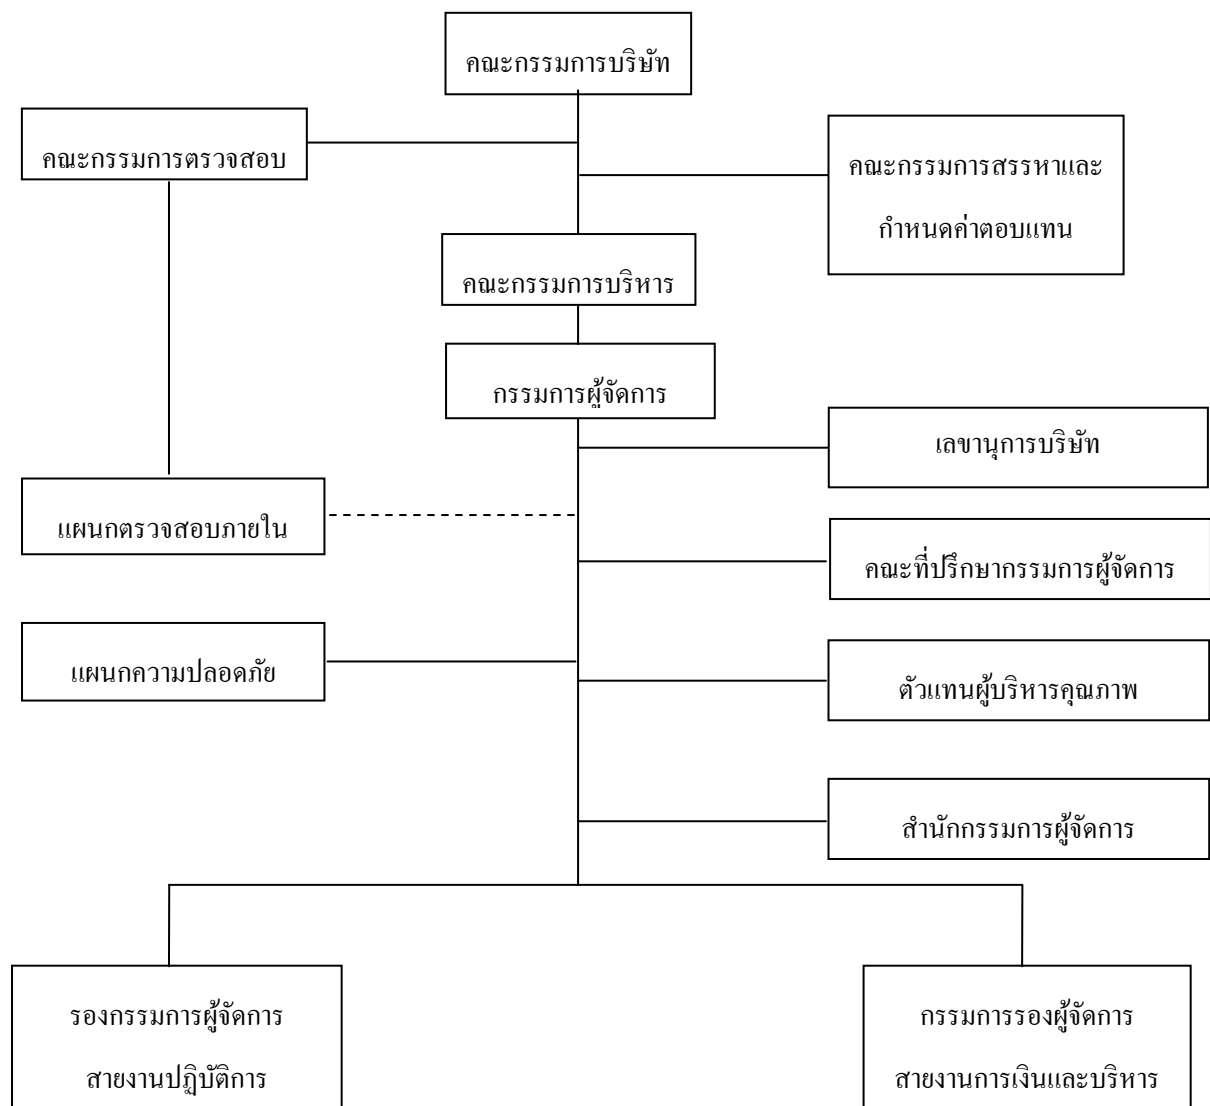 คณะกรรมการบริษัท
คณะกรรมการตรวจสอบ
คณะกรรมการสรรหาและ
กำหนดค่าตอบแทน
คณะกรรมการบริหาร
กรรมการผู้จัดการ
เลขานุการบริษัท
แผนกตรวจสอบภายใน
คณะที่ปรึกษากรรมการผู้จัดการ
แผนกความปลอดภัย
ตัวแทนผู้บริหารคุณภาพ
สำนักกรรมการผู้จัดการ
รองกรรมการผู้จัดการ
สายงานปฏิบัติการ
กรรมการรองผู้จัดการ
สายงานการเงินและบริหาร